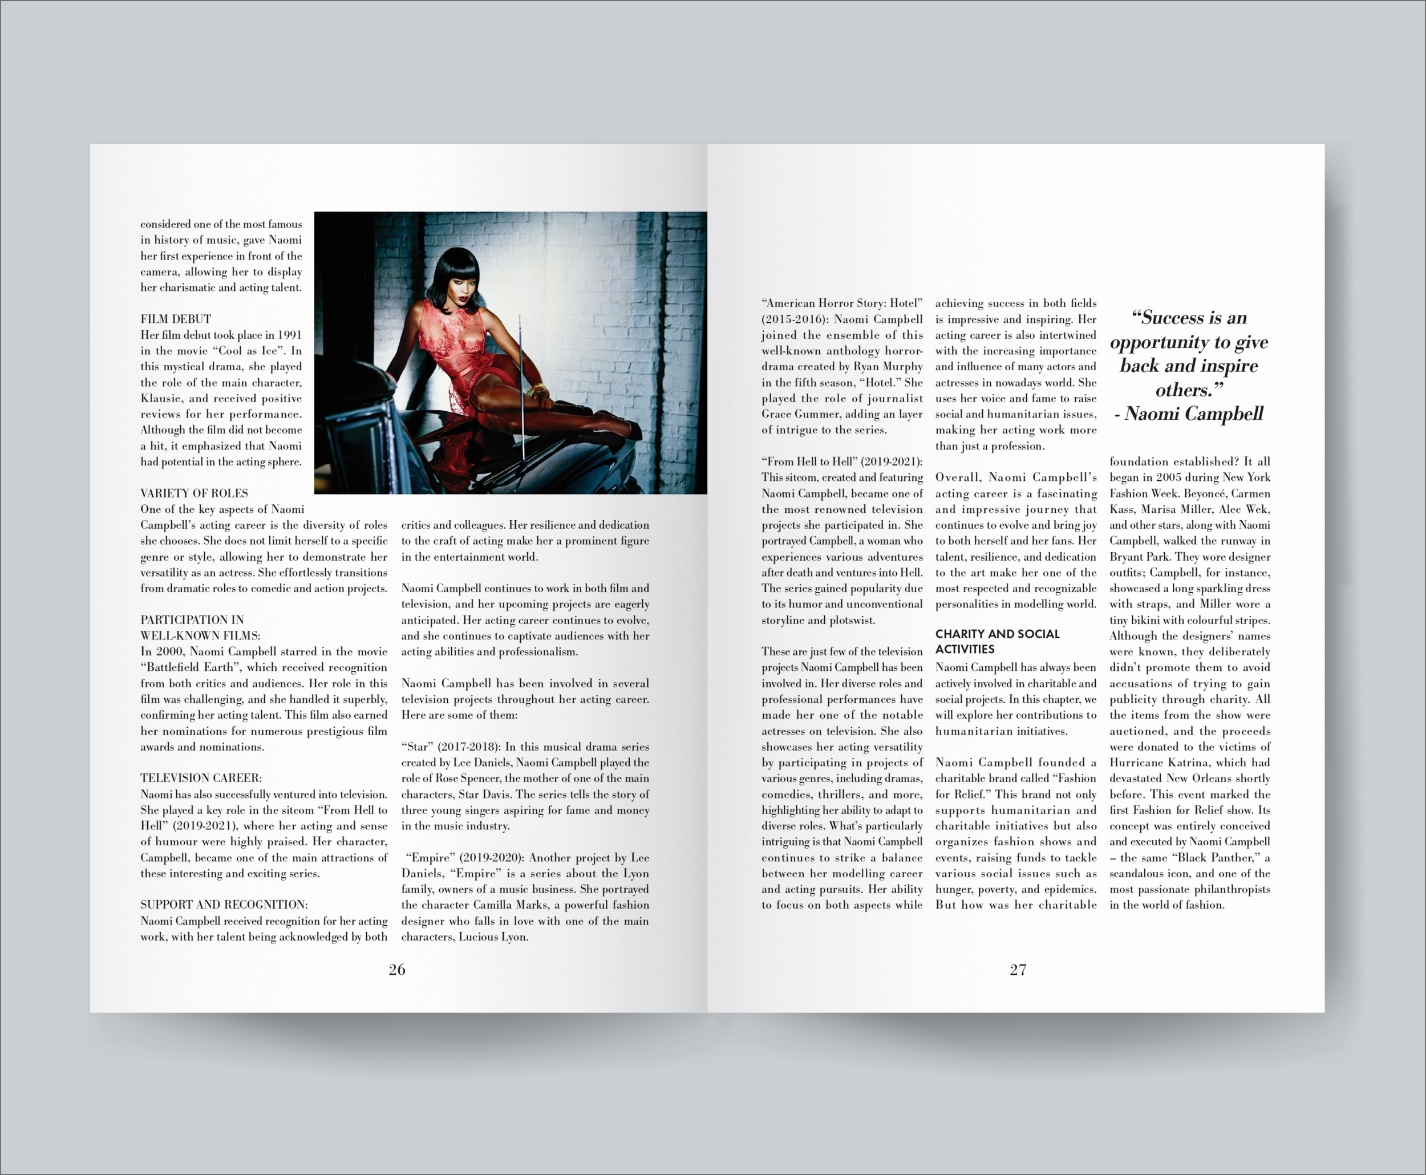 considered one of the most famous
in history of music, gave Naomi
her first experience in front of the
camera, allowing her to display
her charismatic and acting talent.
FILM DEBUT
Her film debut took place in 1991
in the movie “Cool as Ice”. In
this mystical drama, she played
the role of the main character,
Klausie, and received positive
reviews for her performance.
Although the film did not become
a hit, it emphasized that Naomi
had potential in the acting sphere.
VARIETY OF ROLES
One of the key aspects of Naomi
Campbell’s acting career is the diversity of roles
she chooses. She does not limit herself to a specific
genre or style, allowing her to demonstrate her
versatility as an actress. She effortlessly transitions
from dramatic roles to comedic and action projects.
PARTICIPATION IN
WELL-KNOWN FILMS:
In 2000, Naomi Campbell starred in the movie
“Battlefield Earth”, which received recognition
from both critics and audiences. Her role in this
film was challenging, and she handled it superbly,
confirming her acting talent. This film also earned
her nominations for numerous prestigious film
awards and nominations.
TELEVISION CAREER:
Naomi has also successfully ventured into television.
She played a key role in the sitcom “From Hell to
Hell” (2019-2021), where her acting and sense
of humour were highly praised. Her character,
Campbell, became one of the main attractions of
these interesting and exciting series.
SUPPORT AND RECOGNITION:
Naomi Campbell received recognition for her acting
work, with her talent being acknowledged by both
critics and colleagues. Her resilience and dedication
to the craft of acting make her a prominent figure
in the entertainment world.
Naomi Campbell continues to work in both film and
television, and her upcoming projects are eagerly
anticipated. Her acting career continues to evolve,
and she continues to captivate audiences with her
acting abilities and professionalism.
Naomi Campbell has been involved in several
television projects throughout her acting career.
Here are some of them:
“Star” (2017-2018): In this musical drama series
created by Lee Daniels, Naomi Campbell played the
role of Rose Spencer, the mother of one of the main
characters, Star Davis. The series tells the story of
three young singers aspiring for fame and money
in the music industry.
“Empire” (2019-2020): Another project by Lee
Daniels, “Empire” is a series about the Lyon
family, owners of a music business. She portrayed
the character Camilla Marks, a powerful fashion
designer who falls in love with one of the main
characters, Lucious Lyon.
26
“American Horror Story: Hotel”
(2015-2016): Naomi Campbell
joined the ensemble of this
well-known anthology horror-
drama created by Ryan Murphy
in the fifth season, “Hotel.” She
played the role of journalist
Grace Gummer, adding an layer
of intrigue to the series.
“From Hell to Hell” (2019-2021):
This sitcom, created and featuring
Naomi Campbell, became one of
the most renowned television
projects she participated in. She
portrayed Campbell, a woman who
experiences various adventures
after death and ventures into Hell.
The series gained popularity due
to its humor and unconventional
storyline and plotswist.
These are just few of the television
projects Naomi Campbell has been
involved in. Her diverse roles and
professional performances have
made her one of the notable
actresses on television. She also
showcases her acting versatility
by participating in projects of
various genres, including dramas,
comedies, thrillers, and more,
highlighting her ability to adapt to
diverse roles. What’s particularly
intriguing is that Naomi Campbell
continues to strike a balance
between her modelling career
and acting pursuits. Her ability
to focus on both aspects while
achieving success in both fields
is impressive and inspiring. Her
acting career is also intertwined
with the increasing importance
and influence of many actors and
actresses in nowadays world. She
uses her voice and fame to raise
social and humanitarian issues,
making her acting work more
than just a profession.
Overall, Naomi Campbell’s
acting career is a fascinating
and impressive journey that
continues to evolve and bring joy
to both herself and her fans. Her
talent, resilience, and dedication
to the art make her one of the
most respected and recognizable
personalities in modelling world.
CHARITY AND SOCIAL
ACTIVITIES
Naomi Campbell has always been
actively involved in charitable and
social projects. In this chapter, we
will explore her contributions to
humanitarian initiatives.
Naomi Campbell founded a
charitable brand called “Fashion
for Relief.” This brand not only
supports humanitarian and
charitable initiatives but also
organizes fashion shows and
events, raising funds to tackle
various social issues such as
hunger, poverty, and epidemics.
But how was her charitable
“Success is an
opportunity to give
back and inspire
others.”
- Naomi Campbell
foundation established? It all
began in 2005 during New York
Fashion Week. Beyoncé, Carmen
Kass, Marisa Miller, Alec Wek,
and other stars, along with Naomi
Campbell, walked the runway in
Bryant Park. They wore designer
outfits; Campbell, for instance,
showcased a long sparkling dress
with straps, and Miller wore a
tiny bikini with colourful stripes.
Although the designers’ names
were known, they deliberately
didn’t promote them to avoid
accusations of trying to gain
publicity through charity. All
the items from the show were
auctioned, and the proceeds
were donated to the victims of
Hurricane Katrina, which had
devastated New Orleans shortly
before. This event marked the
first Fashion for Relief show. Its
concept was entirely conceived
and executed by Naomi Campbell
– the same “Black Panther,” a
scandalous icon, and one of the
most passionate philanthropists
in the world of fashion.
27